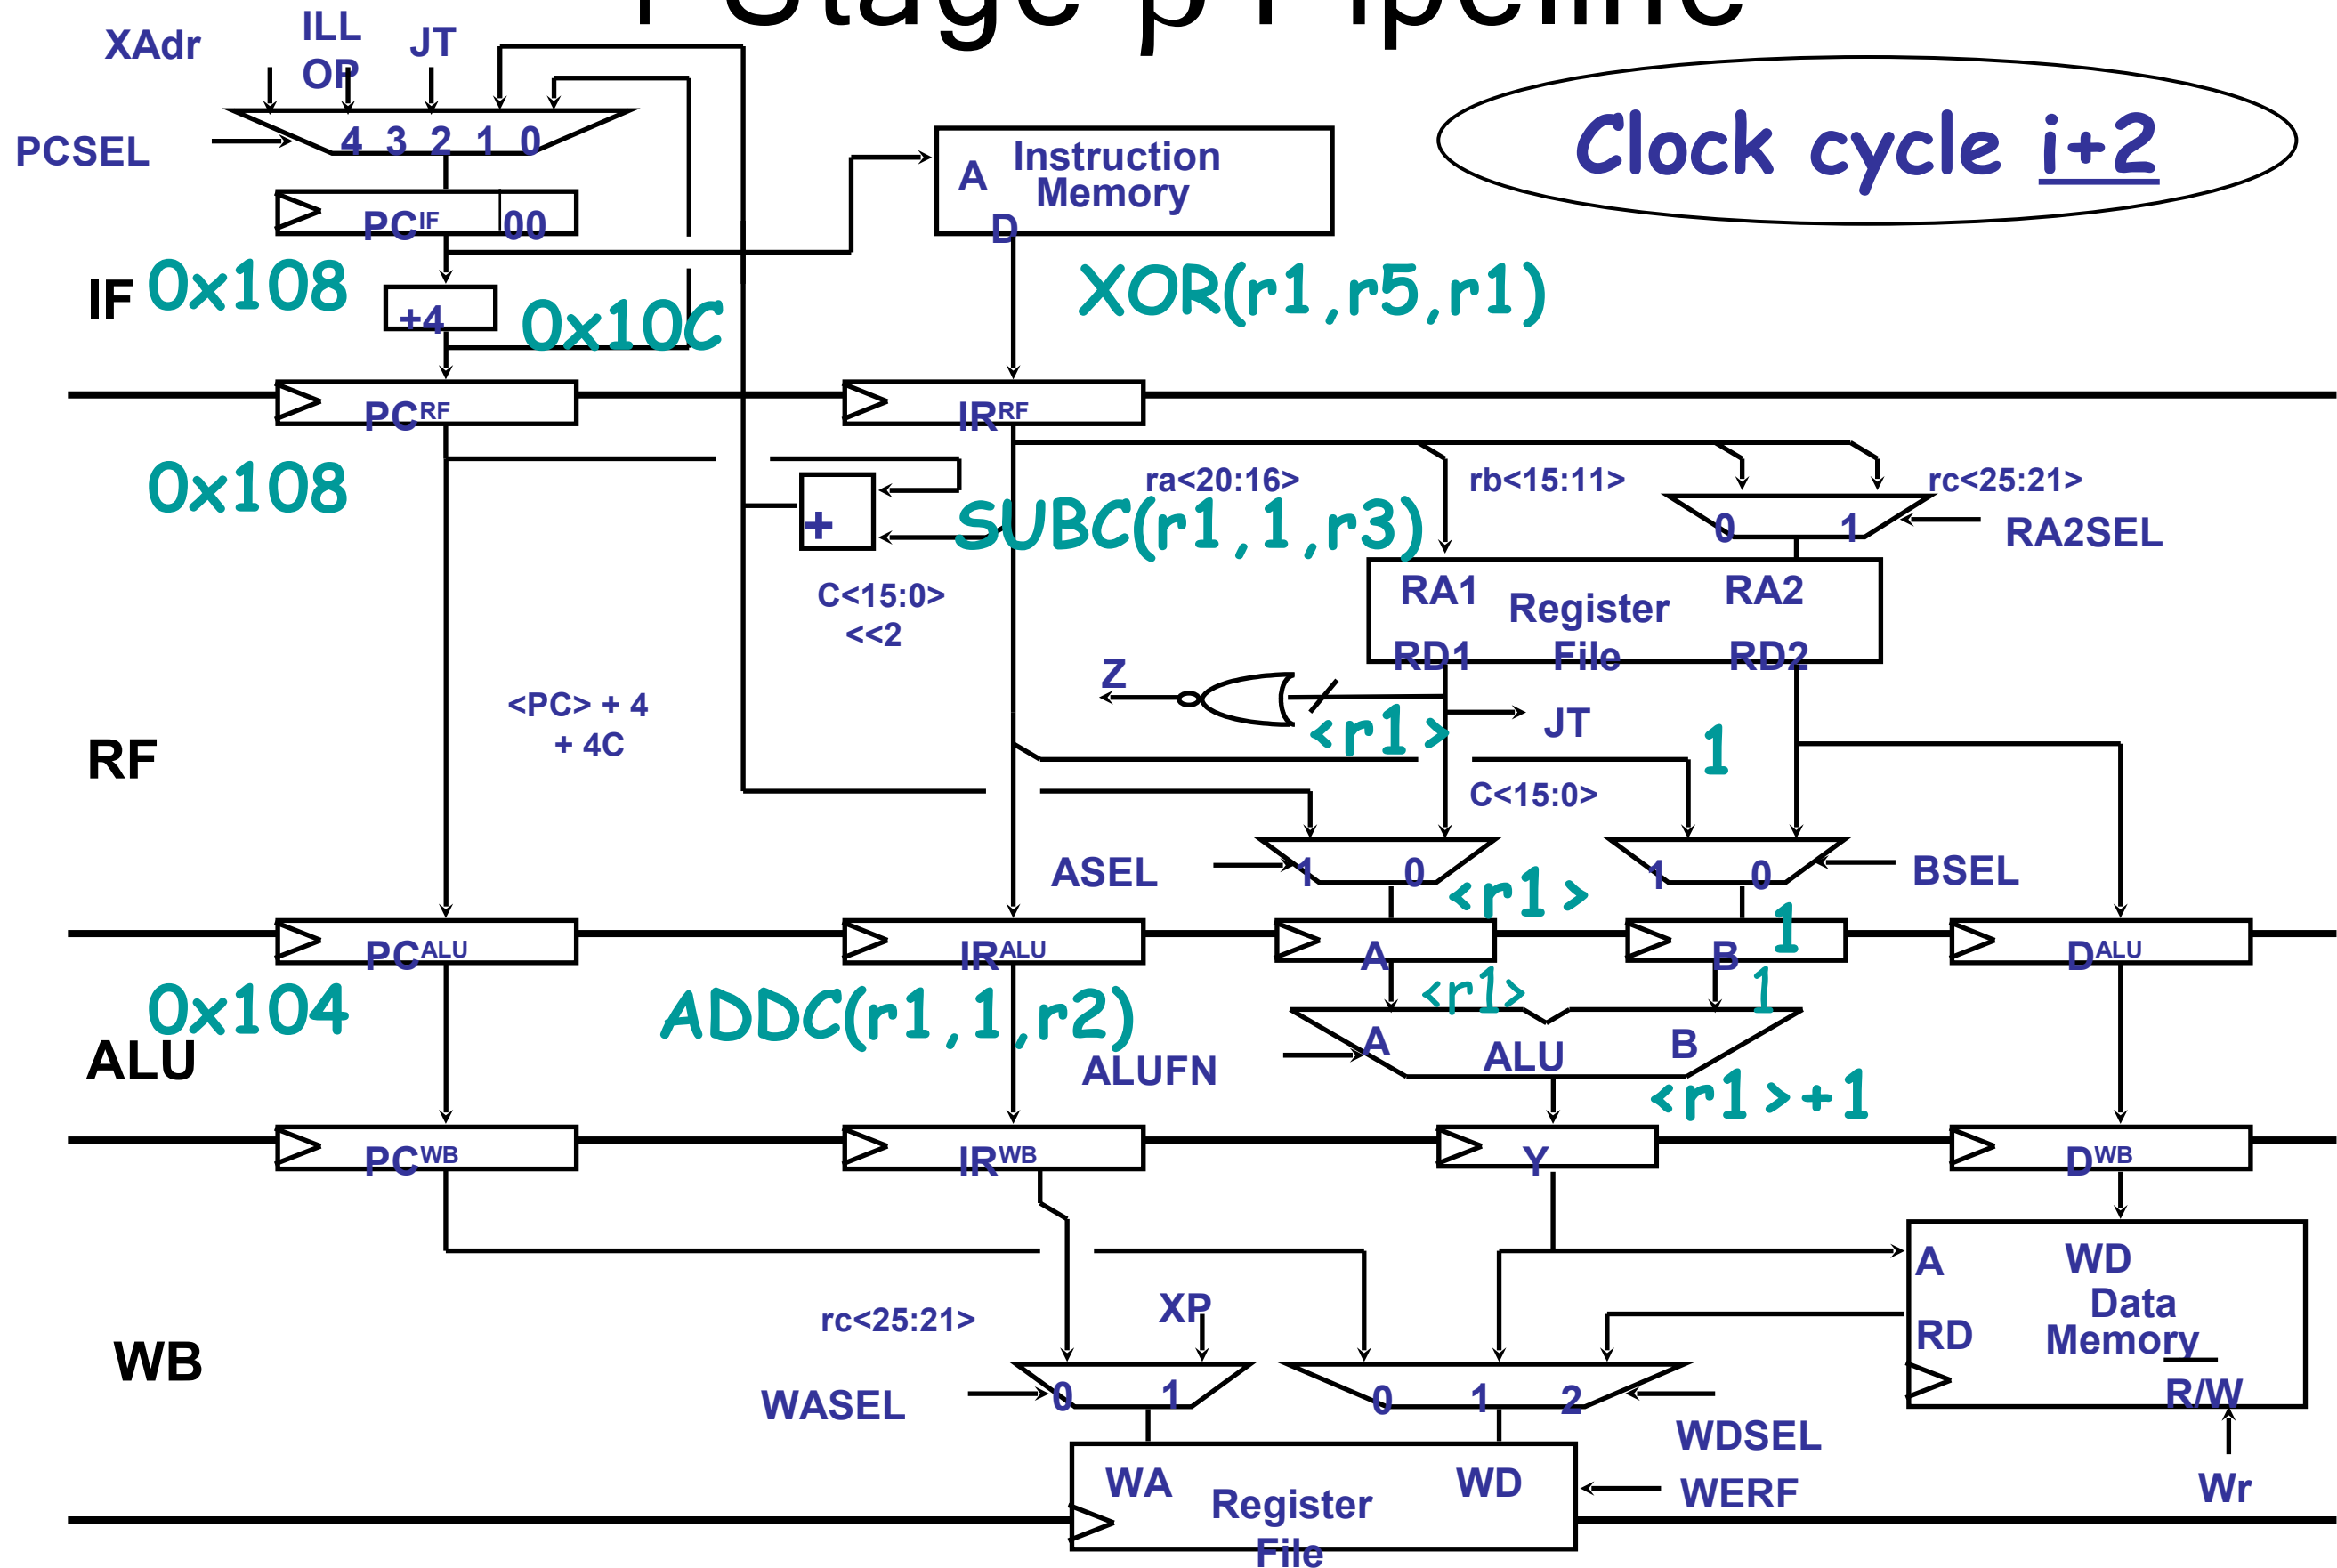 Stage β Pipeline
Clock cycle i+2
XAdr
ILL
OP
JT
PCSEL
4 3 2 1 0
PCIF 00
A Instruction
Memory
D
IF 0x108
+4
0x10C
XOR(r1,r5,r1)
PCRF
IRRF
0x108
+
SUBC(r1,1,r3)
ra<20:16>
rb<15:11>
rc<25:21>
0 1
RA2SEL
C<15:0>
<<2
RA1 Register RA2
RD1 File RD2
Z
<r1>
JT
1
<PC> + 4
+ 4C
RF
C<15:0>
ASEL
1 0
<r1>
1 0
BSEL
1
PCALU
IRALU
A
B
DALU
0x104
ADDC(r1,1,r2)
<r1>
1
ALU
ALUFN
A ALU B
<r1>+1
PCWB
IRWB
Y
DWB
A WD
Data
Memory
RD
R/W
Wr
WB
rc<25:21>
XP
WASEL
0 1
0 1 2
WDSEL
WERF
WA Register WD
File